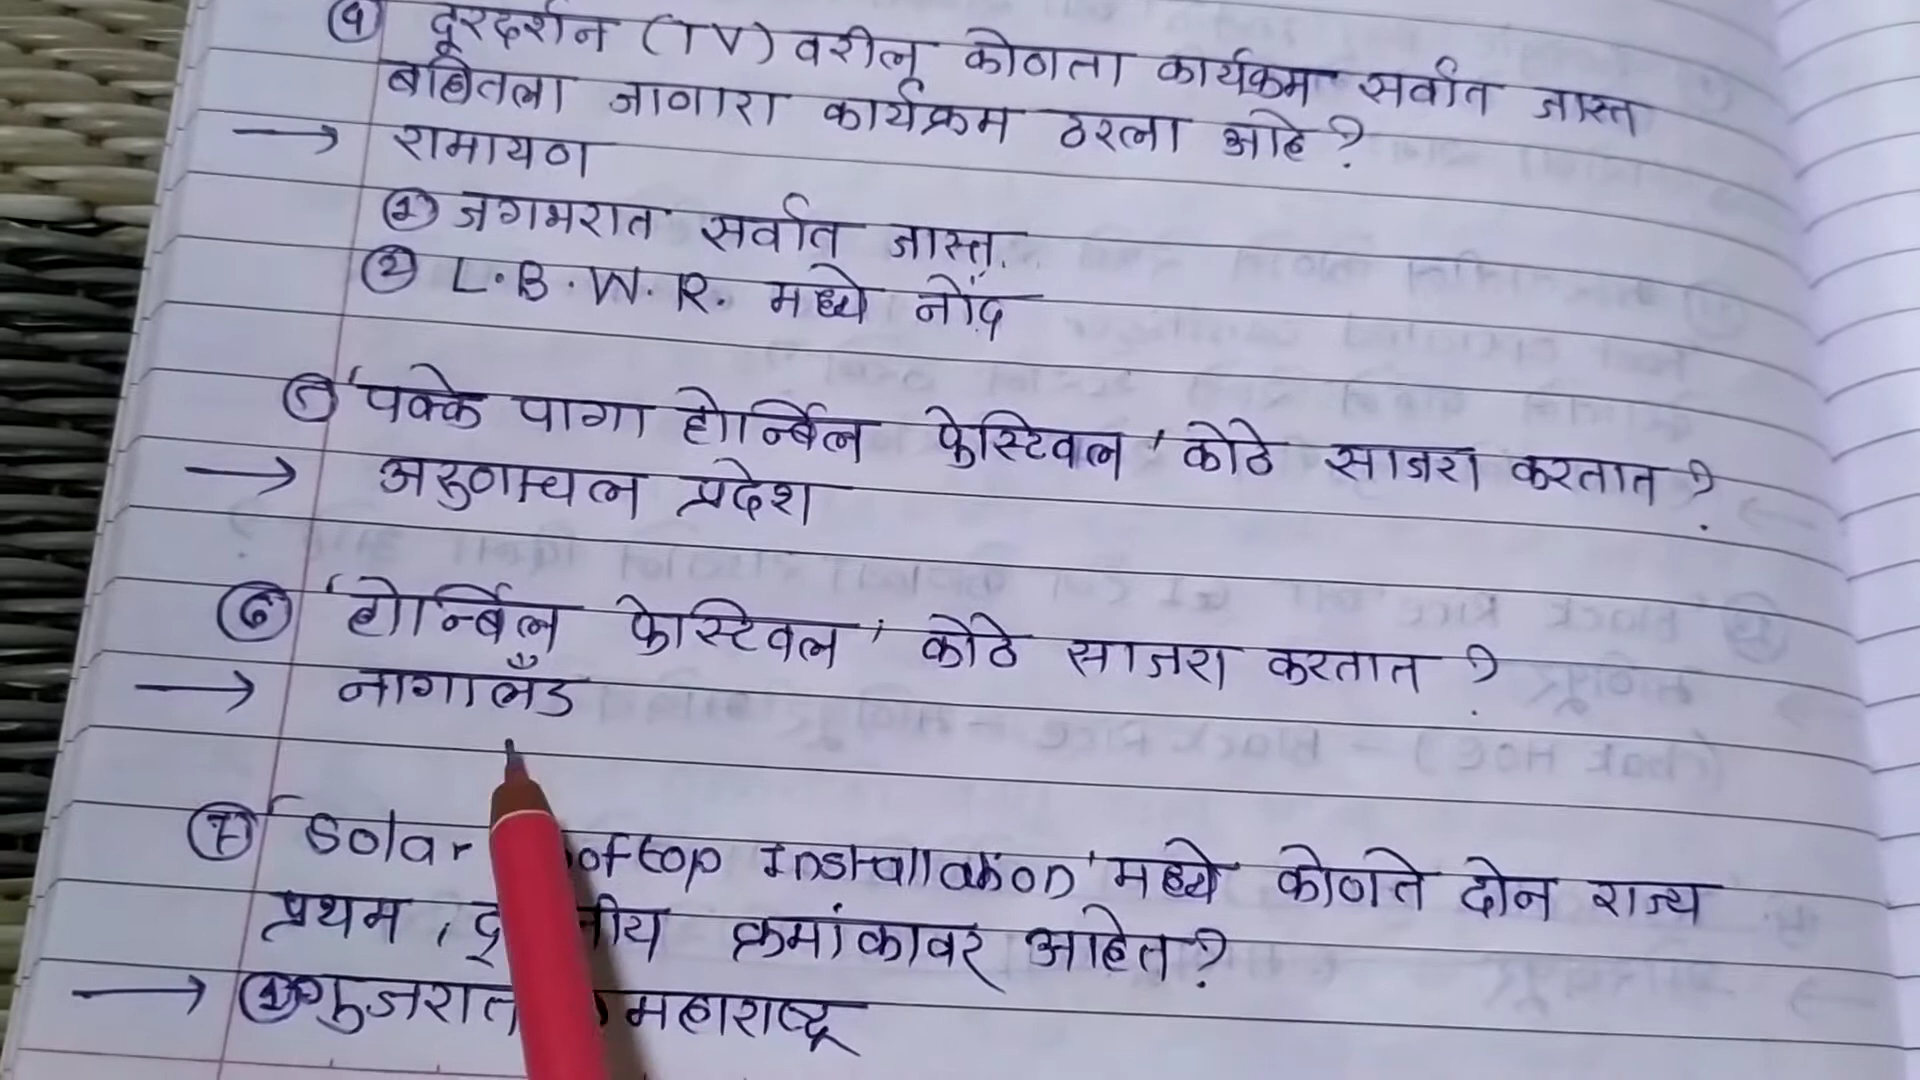 ④ दूरदर्शन (TV) वरील कोणता कार्यक्रम सर्वात जास्त
बघितला जाणारा कार्यक्रम ठरला आहे?
→ रामायण
① जगभरात सर्वात जास्त.
② L.B.W.R. मध्ये नोंद
⑤ 'पक्के पागा होर्न्बिल फेस्टिवल' कोठे साजरा करतात?
→ अरुणाचल प्रदेश
⑥ 'होर्न्बिल फेस्टिवल' कोठे साजरा करतात?
→ नागालँड
⑦ 'Solar oftop Installation' मध्ये कोणते दोन राज्य
प्रथम, क्रमांकावर आहेत?
→ ① गुजरात महाराष्ट्र